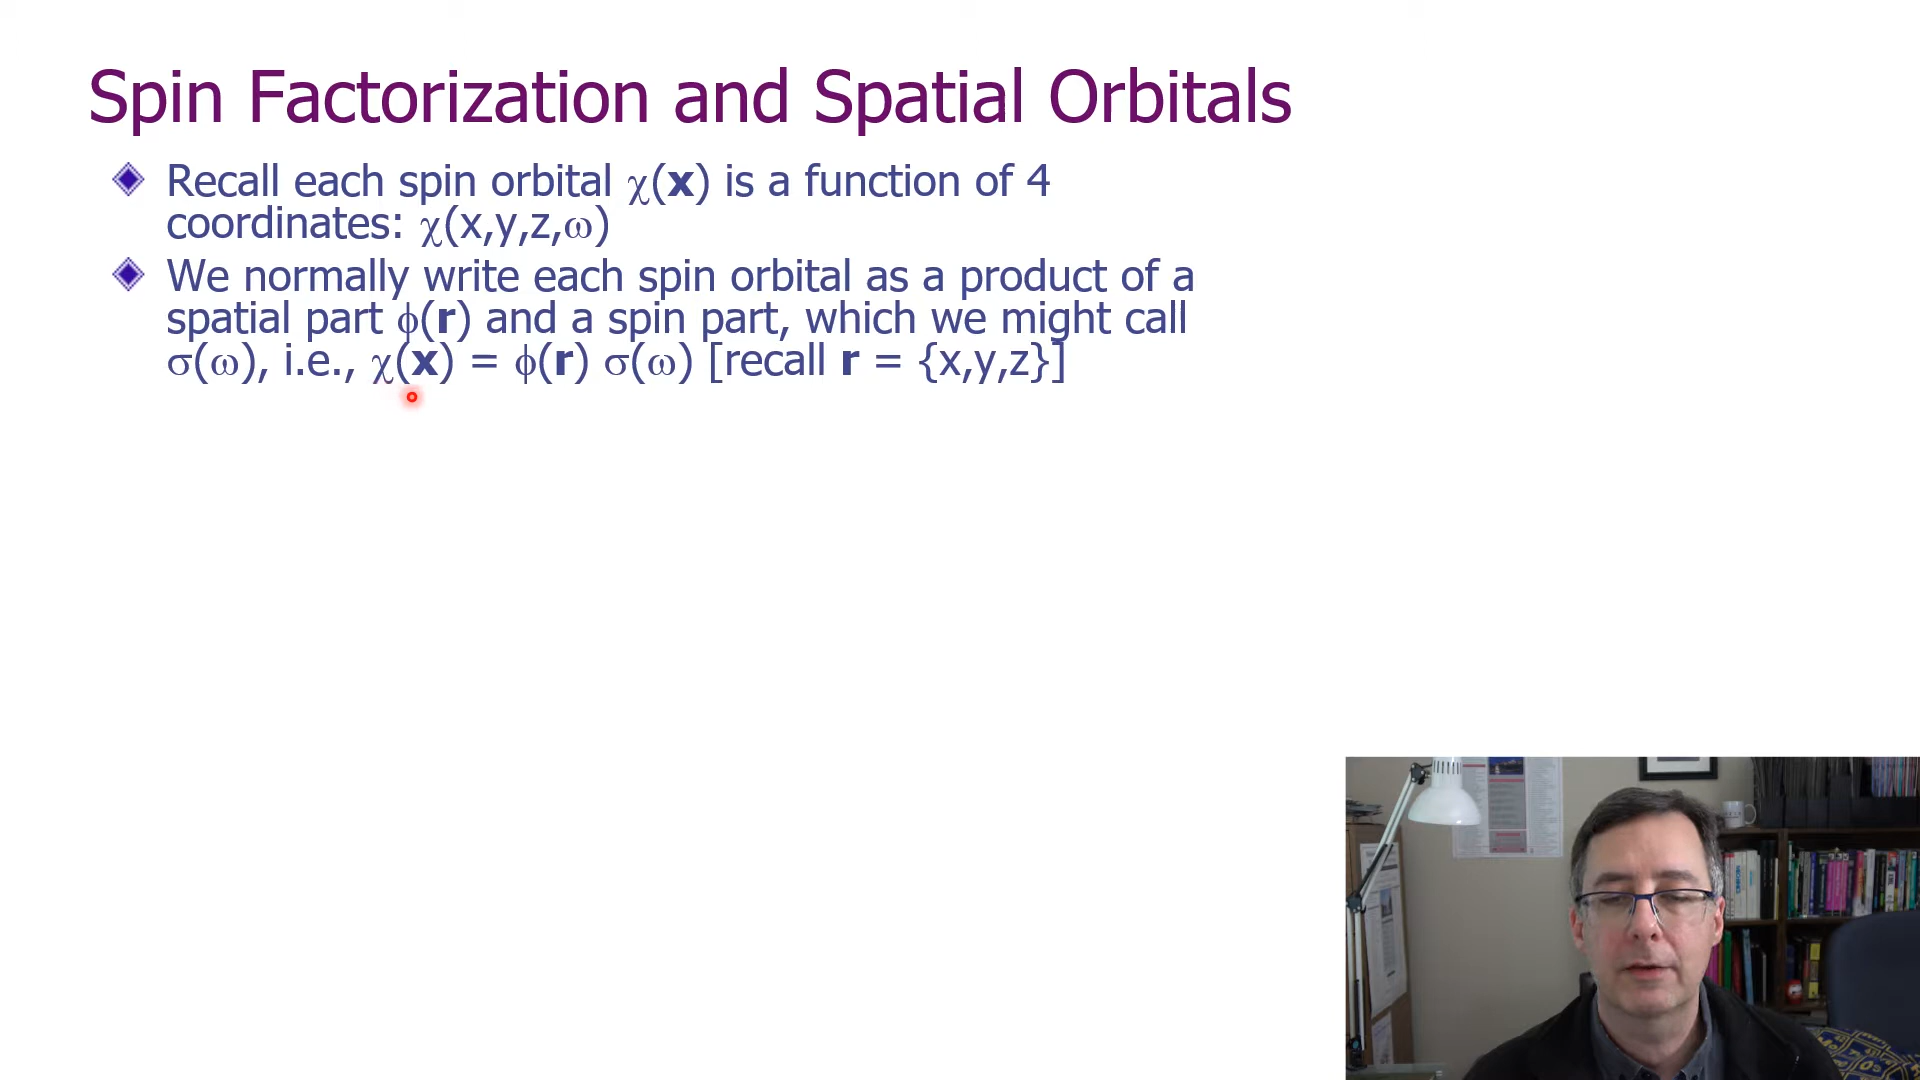 Spin Factorization and Spatial Orbitals
Recall each spin orbital χ(x) is a function of 4
coordinates: χ(x,y,z,ω)
We normally write each spin orbital as a product of a
spatial part ϕ(r) and a spin part, which we might call
σ(ω), i.e., χ(x) = ϕ(r) σ(ω) [recall r = {x,y,z}]